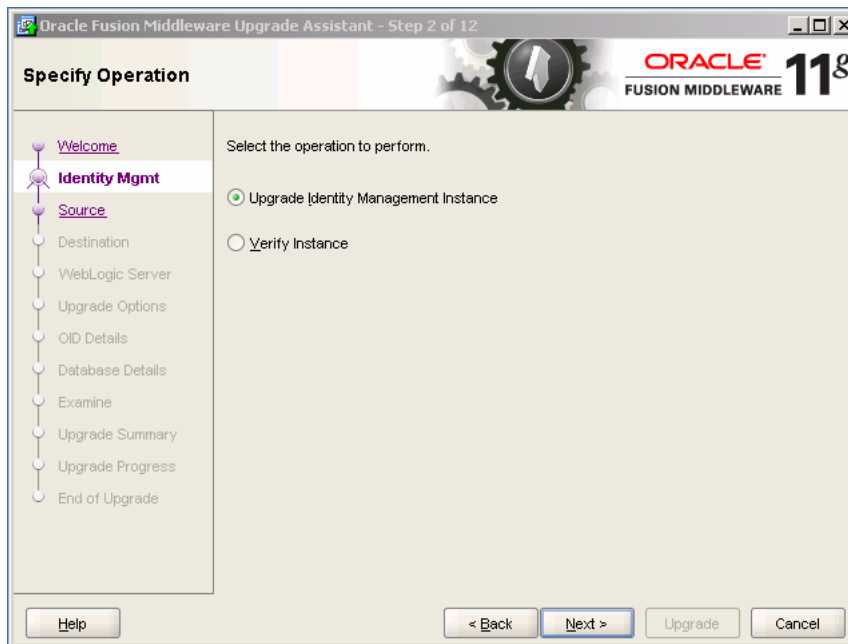 Oracle Fusion Middleware Upgrade Assistant - Step 2 of 12
Specify Operation
ORACLE
FUSION MIDDLEWARE
11g
Welcome
Identity Mgmt
Source
Destination
WebLogic Server
Upgrade Options
OID Details
Database Details
Examine
Upgrade Summary
Upgrade Progress
End of Upgrade
Select the operation to perform.
Upgrade Identity Management Instance
Verify Instance
Help
< Back
Next >
Upgrade
Cancel